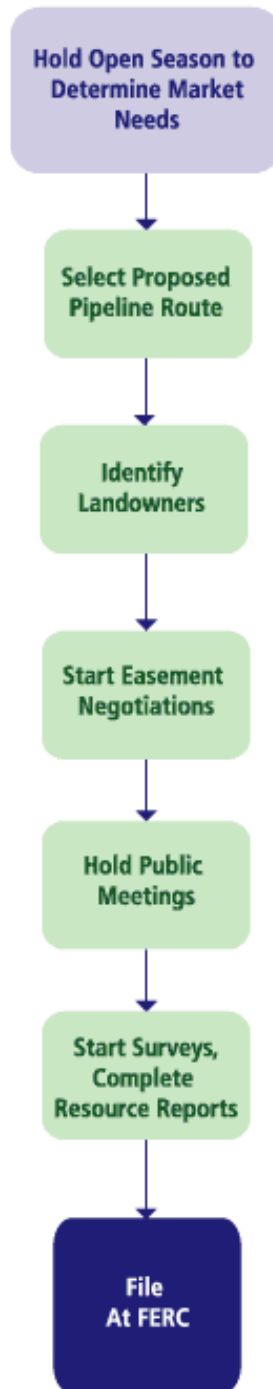 Hold Open Season to
Determine Market
Needs
Select Proposed
Pipeline Route
Identify
Landowners
Start Easement
Negotiations
Hold Public
Meetings
Start Surveys,
Complete
Resource Reports
File
At FERC